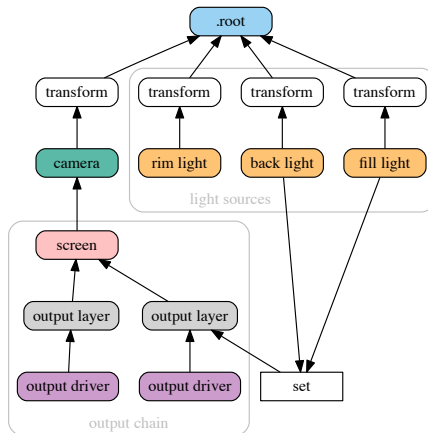 .root
transform
transform
transform
transform
camera
rim light
back light
fill light
light sources
screen
output layer
output layer
output driver
output driver
set
output chain